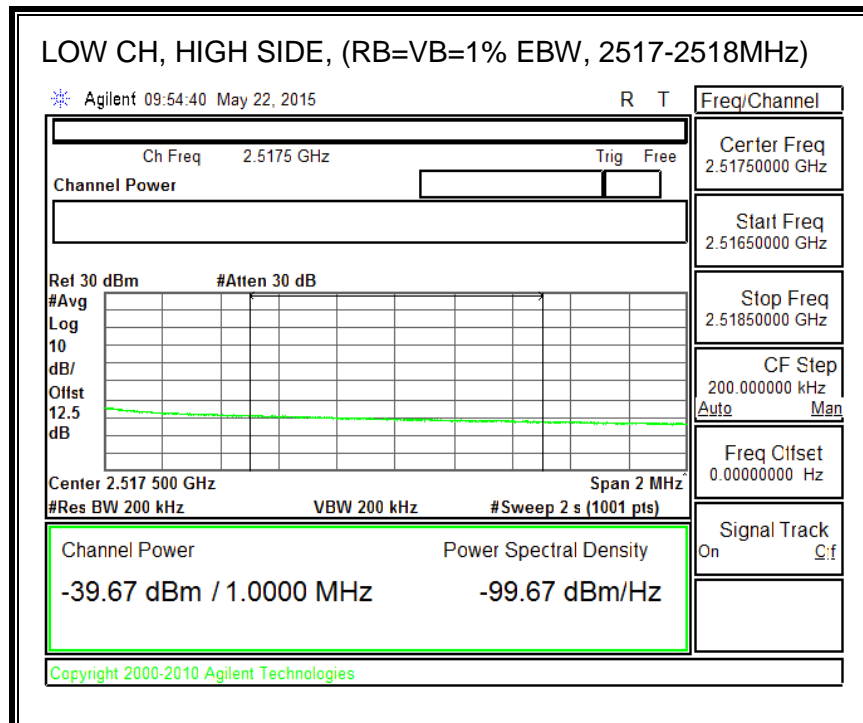 LOW CH, HIGH SIDE, (RB=VB=1% EBW, 2517-2518MHz)
Agilent 09:54:40 May 22, 2015 R T
Freq/Channel
Ch Freq 2.5175 GHz Trig Free
Channel Power
Center Freq
2.51750000 GHz
Start Freq
2.51650000 GHz
Stop Freq
2.51850000 GHz
CF Step
200.000000 kHz
Auto Man
Freq Offset
0.00000000 Hz
Signal Track
On Off
Ref 30 dBm #Atten 30 dB
#Avg
Log
10
dB/
Offst
12.5
dB
Center 2.517 500 GHz Span 2 MHz
#Res BW 200 kHz VBW 200 kHz #Sweep 2 s (1001 pts)
Channel Power Power Spectral Density
-39.67 dBm / 1.0000 MHz -99.67 dBm/Hz
Copyright 2000-2010 Agilent Technologies